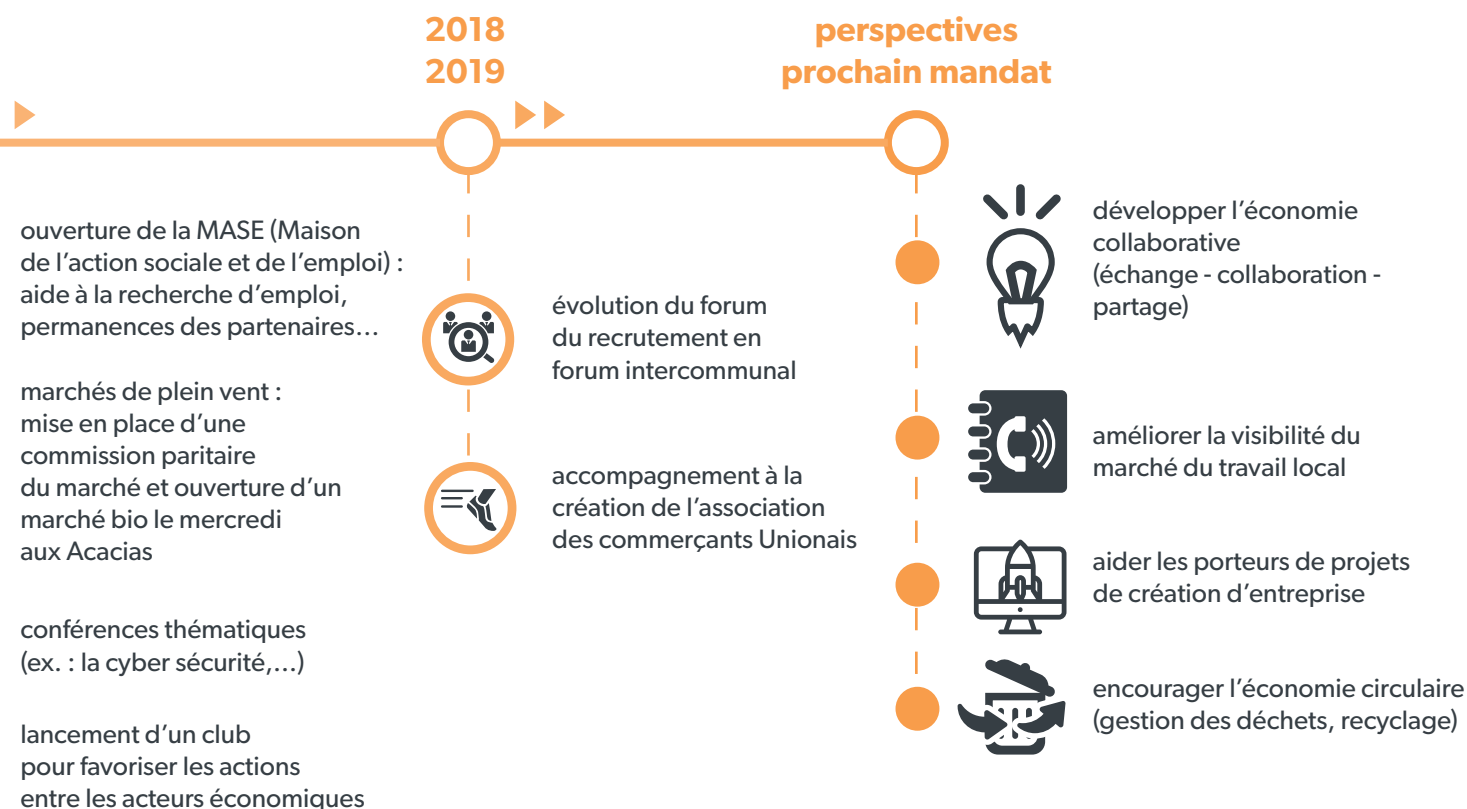 2018
2019
perspectives
prochain mandat
ouverture de la MASE (Maison
de l’action sociale et de l’emploi) :
aide à la recherche d’emploi,
permanences des partenaires…
marchés de plein vent :
mise en place d’une
commission paritaire
du marché et ouverture d’un
marché bio le mercredi
aux Acacias
conférences thématiques
(ex. : la cyber sécurité,…)
lancement d’un club
pour favoriser les actions
entre les acteurs économiques
évolution du forum
du recrutement en
forum intercommunal
accompagnement à la
création de l’association
des commerçants Unionais
développer l’économie
collaborative
(échange - collaboration -
partage)
améliorer la visibilité du
marché du travail local
aider les porteurs de projets
de création d’entreprise
encourager l’économie circulaire
(gestion des déchets, recyclage)